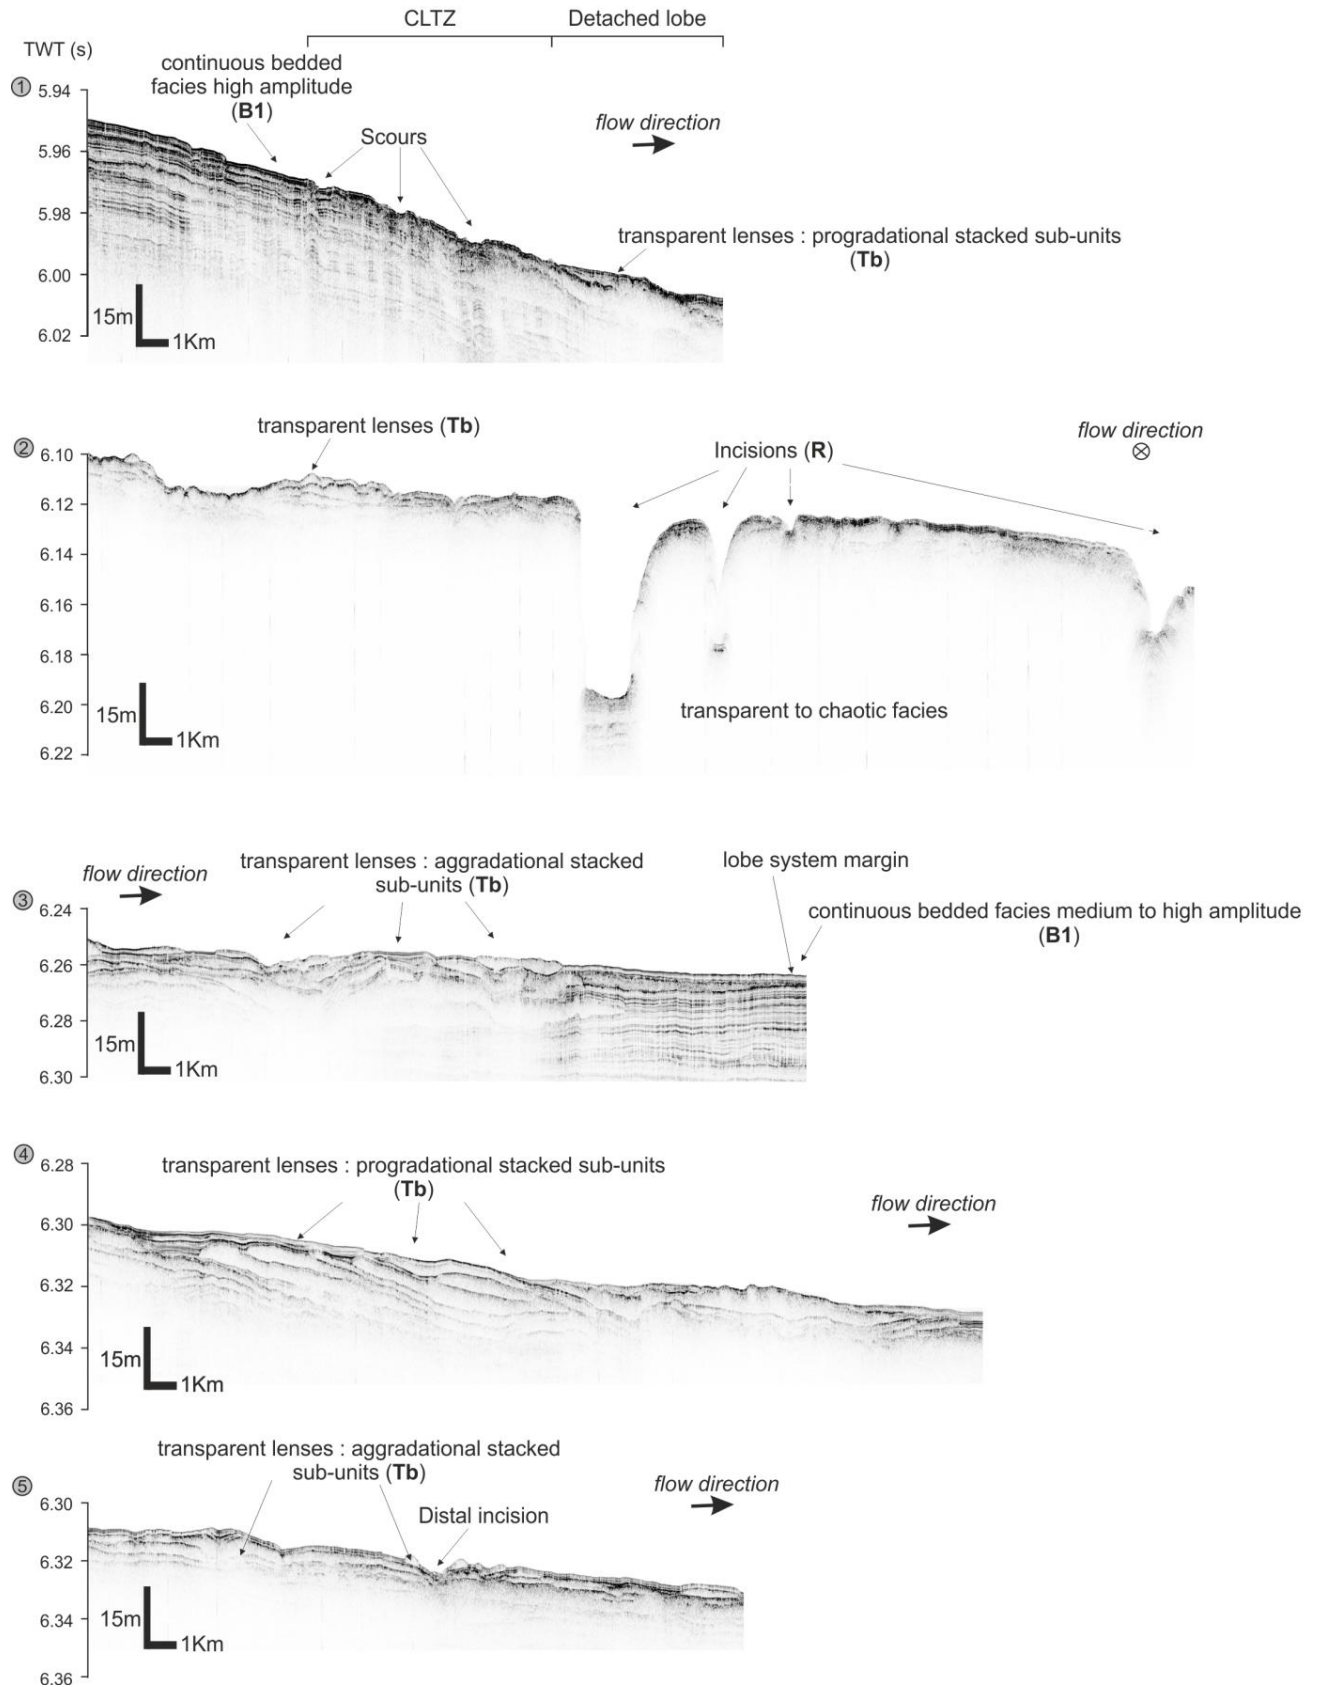 CLTZ
Detached lobe
TWT (s)
continuous bedded
facies high amplitude
(B1)
1
5.94
flow direction
Scours
5.96
5.98
transparent lenses : progradational stacked sub-units
(Tb)
6.00
15m
6.02
1Km
transparent lenses (Tb)
flow direction
2
6.10
Incisions (R)
6.12
6.14
6.16
6.18
15m
6.20
transparent to chaotic facies
1Km
6.22
transparent lenses : aggradational stacked
sub-units (Tb)
lobe system margin
flow direction
3
6.24
continuous bedded facies medium to high amplitude
(B1)
6.26
6.28
15m
1Km
6.30
4
6.28
transparent lenses : progradational stacked sub-units
(Tb)
flow direction
6.30
6.32
6.34
15m
1Km
6.36
transparent lenses : aggradational stacked
sub-units (Tb)
5
flow direction
6.30
Distal incision
6.32
6.34
15m
1Km
6.36